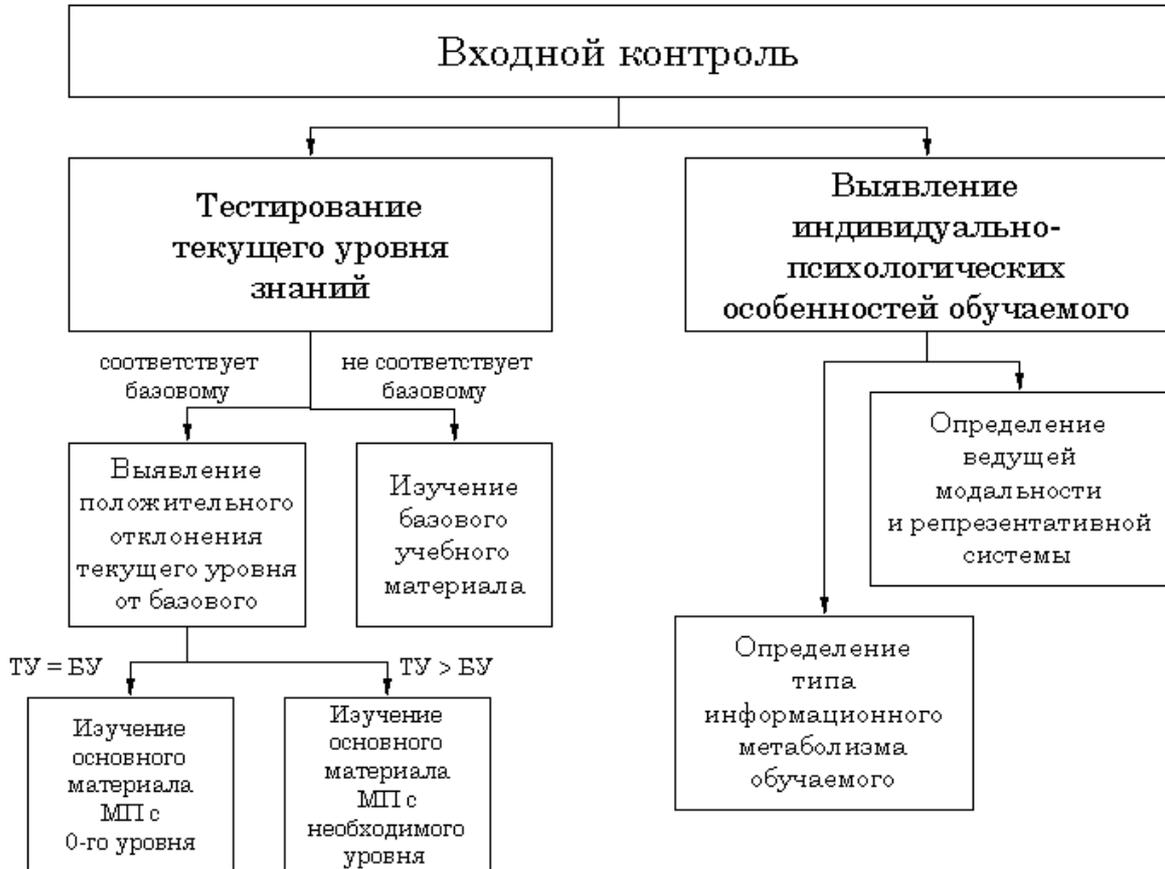 Входной контроль
Тестирование
текущего уровня
знаний
Выявление
индивидуально-
психологических
особенностей обучаемого
соответствует
базовому
не соответствует
базовому
Выявление
положительного
отклонения
текущего уровня
от базового
Изучение
базового
учебного
материала
Определение
ведущей
модальности
и репрезентативной
системы
Определение
типа
информационного
метаболизма
обучаемого
ТУ = БУ
ТУ > БУ
Изучение
основного
материала
МП с
0-го уровня
Изучение
основного
материала
МП с
необходимого
уровня